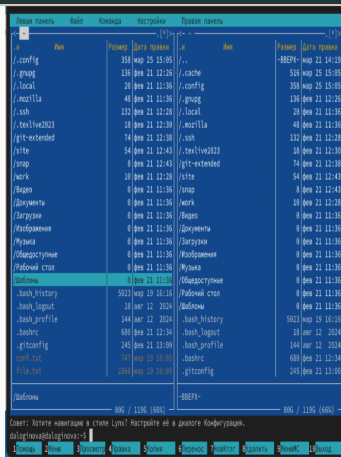 Левая панель Файл Команда Настройки Правая панель
.и Имя Размер Дата правки .и Имя Размер Дата правки
/.config 358 мар 25 15:05 /.. -ВВЕРХ- мар 21 14:19
/.gnupg 136 фев 21 12:26 /.cache 516 мар 25 15:05
/.local 20 фев 21 11:36 /.config 358 мар 25 15:05
/.mozilla 48 фев 21 11:36 /.gnupg 136 фев 21 12:26
/.ssh 132 фев 21 12:28 /.local 20 фев 21 11:36
/.texlive2023 18 фев 21 12:39 /.mozilla 48 фев 21 11:36
/git-extended 74 фев 21 12:38 /.ssh 132 фев 21 12:28
/site 54 фев 21 12:43 /.texlive2023 18 фев 21 12:39
/snap 8 фев 21 12:43 /git-extended 74 фев 21 12:38
/work 10 фев 21 12:28 /site 54 фев 21 12:43
/Видео 0 фев 21 11:36 /snap 8 фев 21 12:43
/Документы 0 фев 21 11:36 /work 10 фев 21 12:28
/Загрузки 0 фев 21 11:36 /Видео 0 фев 21 11:36
/Изображения 0 фев 21 11:36 /Документы 0 фев 21 11:36
/Музыка 0 фев 21 11:36 /Загрузки 0 фев 21 11:36
/Общедоступные 0 фев 21 11:36 /Изображения 0 фев 21 11:36
/Рабочий стол 0 фев 21 11:36 /Музыка 0 фев 21 11:36
/Шаблоны 0 фев 21 11:36 /Общедоступные 0 фев 21 11:36
.bash_history 5023 мар 19 16:16 /Рабочий стол 0 фев 21 11:36
.bash_logout 18 авг 12 2024 /Шаблоны 0 фев 21 11:36
.bash_profile 144 авг 12 2024 .bash_history 5023 мар 19 16:16
.bashrc 680 фев 21 12:34 .bash_logout 18 авг 12 2024
.gitconfig 245 фев 21 13:00 .bash_profile 144 авг 12 2024
conf.txt 747 мар 19 16:05 .bashrc 680 фев 21 12:34
file.txt 2866 мар 19 16:05 .gitconfig 245 фев 21 13:00
/Шаблоны -ВВЕРХ-
80G / 119G (66%) 80G / 119G (66%)
Совет: Хотите навигацию в стиле Lynx? Настройте её в диалоге Конфигурация.
daloginova@daloginova:~$
1Помощь 2Меню 3Просмотр 4Правка 5Копия 6Перенос 7НовКтлг 8Удалить 9МенюМС 10Выход